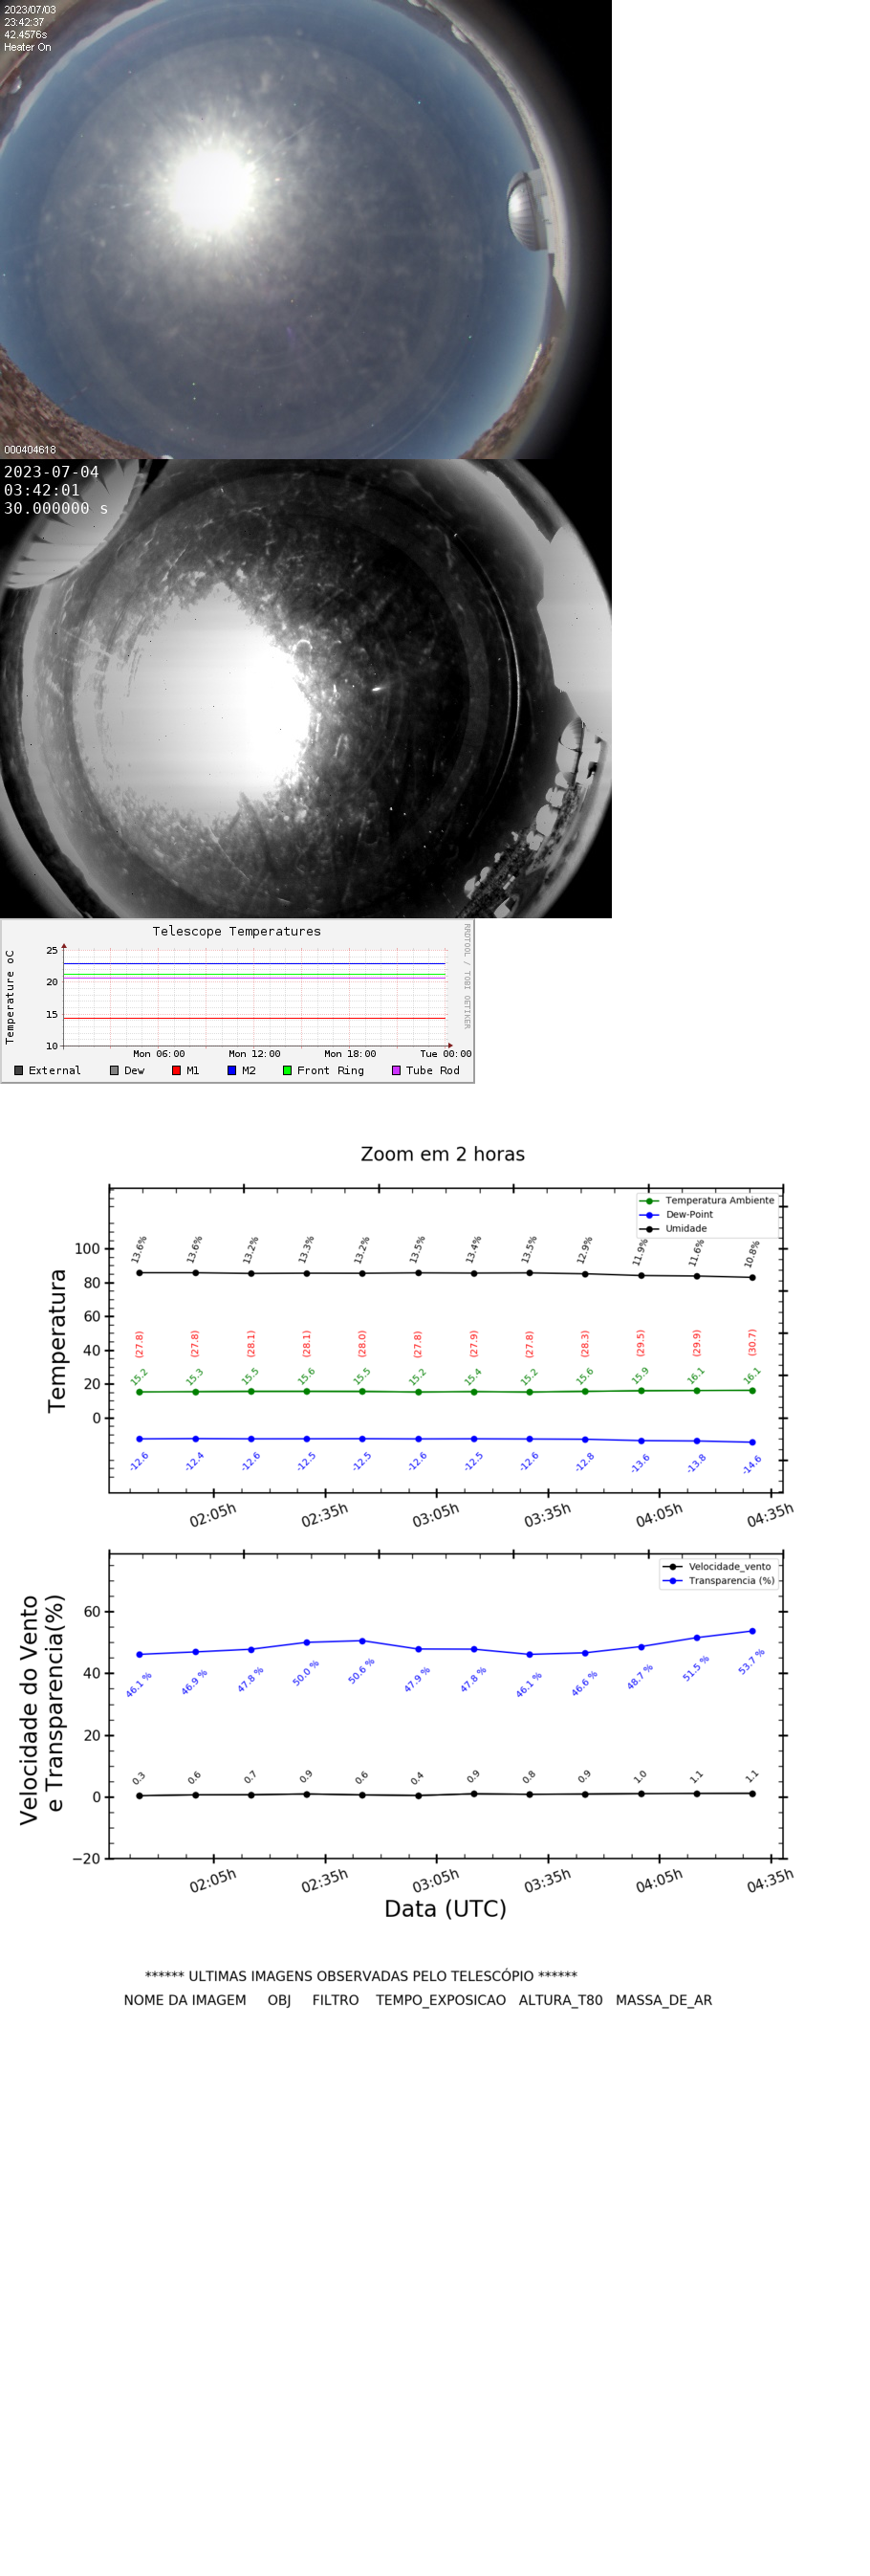 2023/07/03
23:42:37
42.4576s
Heater On
000404618
2023-07-04
03:42:01
30.000000 s
Telescope Temperatures
RRDTOOL / TOBI OETIKER
Temperature oC
25
20
15
10
Mon 06:00 Mon 12:00 Mon 18:00 Tue 00:00
External Dew M1 M2 Front Ring Tube Rod
Zoom em 2 horas
Temperatura Ambiente
Dew-Point
Umidade
Temperatura
100
80
60
40
20
0
13.6% 13.6% 13.2% 13.3% 13.2% 13.5% 13.4% 13.5% 12.9% 11.9% 11.6% 10.8%
(27.8) (27.8) (28.1) (28.1) (28.0) (27.8) (27.9) (27.8) (28.3) (29.5) (29.9) (30.7)
15.2 15.3 15.5 15.6 15.5 15.2 15.4 15.2 15.6 15.9 16.1 16.1
-12.6 -12.4 -12.6 -12.5 -12.5 -12.6 -12.5 -12.6 -12.8 -13.6 -13.8 -14.6
02:05h 02:35h 03:05h 03:35h 04:05h 04:35h
Velocidade_vento
Transparencia (%)
Velocidade do Vento
e Transparencia(%)
60
40
20
0
−20
46.1 % 46.9 % 47.8 % 50.0 % 50.6 % 47.9 % 47.8 % 46.1 % 46.6 % 48.7 % 51.5 % 53.7 %
0.3 0.6 0.7 0.9 0.6 0.4 0.9 0.8 0.9 1.0 1.1 1.1
02:05h 02:35h 03:05h 03:35h 04:05h 04:35h
Data (UTC)
****** ULTIMAS IMAGENS OBSERVADAS PELO TELESCÓPIO ******
NOME DA IMAGEM OBJ FILTRO TEMPO_EXPOSICAO ALTURA_T80 MASSA_DE_AR